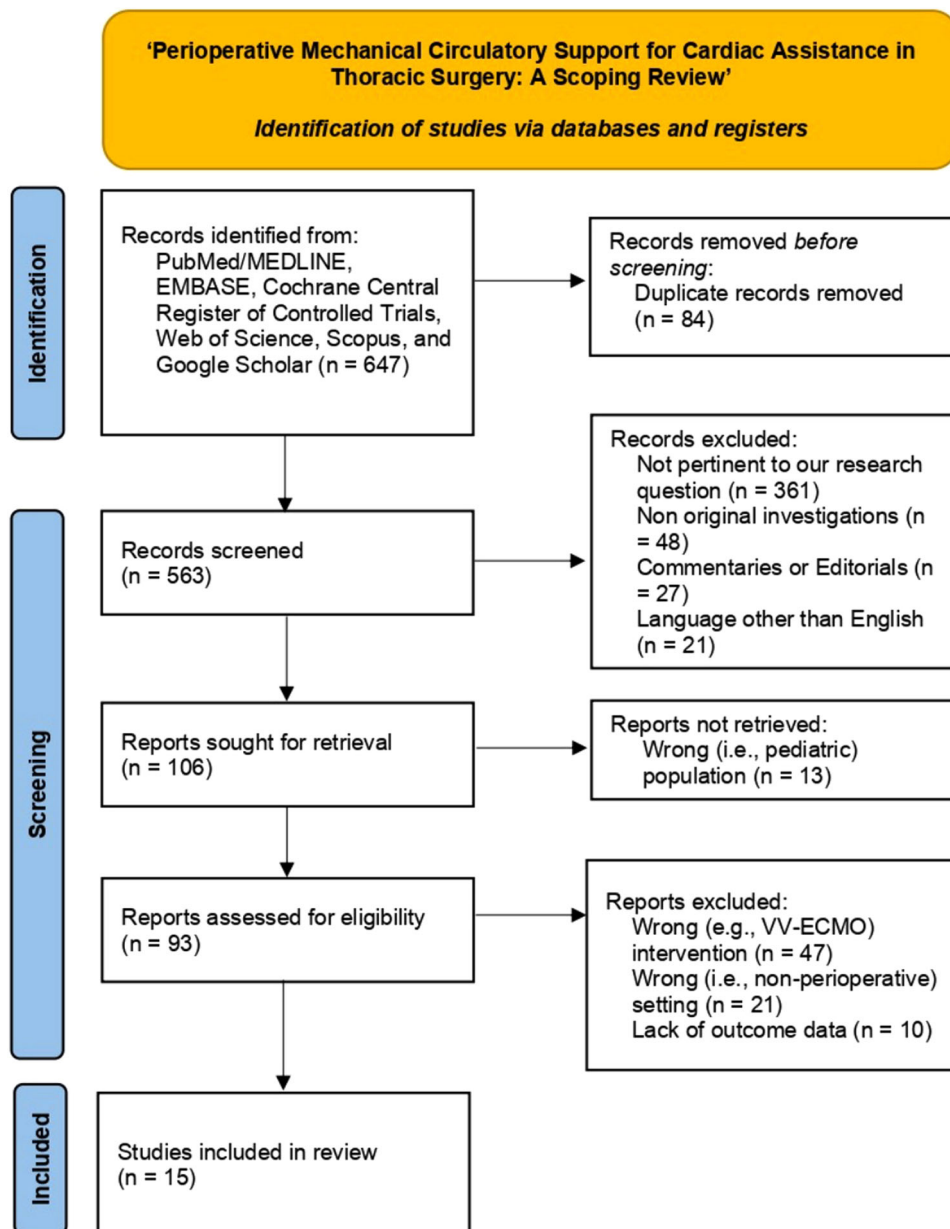 ‘Perioperative Mechanical Circulatory Support for Cardiac Assistance in
Thoracic Surgery: A Scoping Review’
Identification of studies via databases and registers
Identification
Records identified from:
PubMed/MEDLINE,
EMBASE, Cochrane Central
Register of Controlled Trials,
Web of Science, Scopus, and
Google Scholar (n = 647)
Records removed before
screening:
Duplicate records removed
(n = 84)
Screening
Records screened
(n = 563)
Records excluded:
Not pertinent to our research
question (n = 361)
Non original investigations (n
= 48)
Commentaries or Editorials (n
= 27)
Language other than English
(n = 21)
Reports sought for retrieval
(n = 106)
Reports not retrieved:
Wrong (i.e., pediatric)
population (n = 13)
Reports assessed for eligibility
(n = 93)
Reports excluded:
Wrong (e.g., VV-ECMO)
intervention (n = 47)
Wrong (i.e., non-perioperative)
setting (n = 21)
Lack of outcome data (n = 10)
Included
Studies included in review
(n = 15)